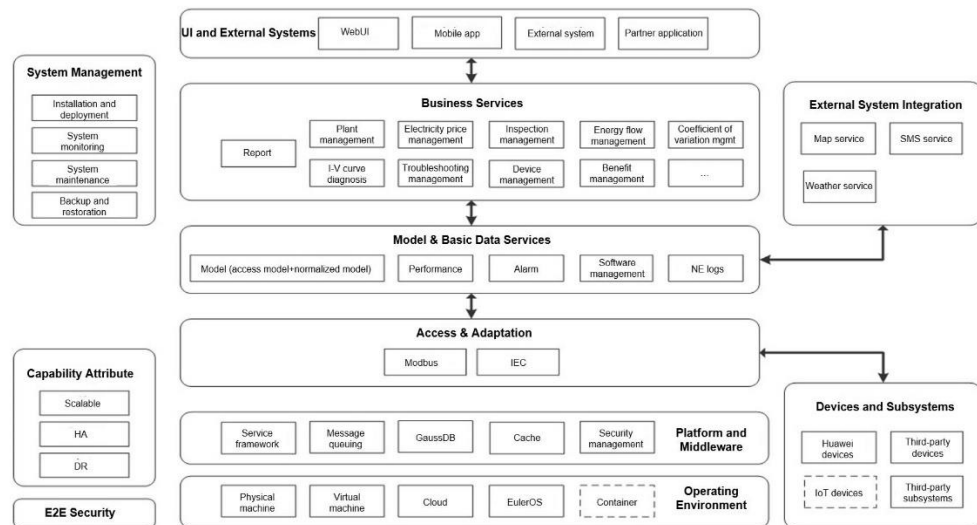 UI and External Systems
WebUI
Mobile app
External system
Partner application
System Management
Installation and
deployment
System
monitoring
System
maintenance
Backup and
restoration
Business Services
Report
Plant
management
Electricity price
management
Inspection
management
Energy flow
management
Coefficient of
variation mgmt
I-V curve
diagnosis
Troubleshooting
management
Device
management
Benefit
management
...
External System Integration
Map service
SMS service
Weather service
Model & Basic Data Services
Model (access model+normalized model)
Performance
Alarm
Software
management
NE logs
Access & Adaptation
Modbus
IEC
Capability Attribute
Scalable
HA
DR
E2E Security
Service
framework
Message
queuing
GaussDB
Cache
Security
management
Platform and
Middleware
Physical
machine
Virtual
machine
Cloud
EulerOS
Container
Operating
Environment
Devices and Subsystems
Huawei
devices
Third-party
devices
IoT devices
Third-party
subsystems